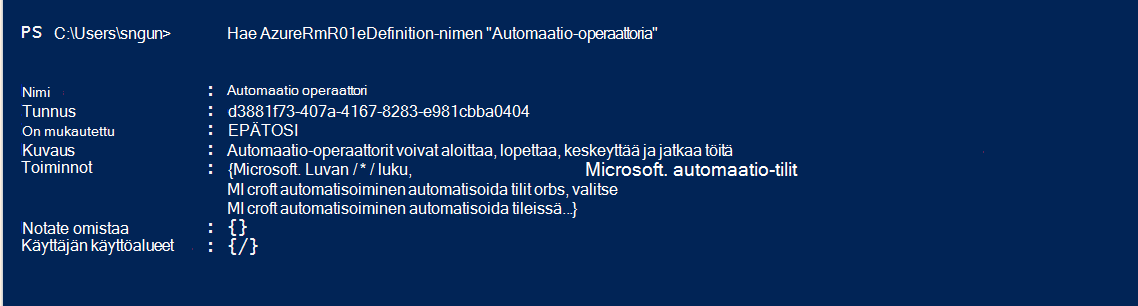 PS C:\Users\sngun> Hae AzureRmR01eDefinition-nimen "Automaatio-operaattoria"
Nimi : Automaatio operaattori
Tunnus : d3881f73-407a-4167-8283-e981cbba0404
On mukautettu : EPÄTOSI
Kuvaus : Automaatio-operaattorit voivat aloittaa, lopettaa, keskeyttää ja jatkaa töitä
Toiminnot : {Microsoft. Luvan / * / luku, Microsoft. automaatio-tilit
MI croft automatisoiminen automatisoida tilit orbs, valitse
MI croft automatisoiminen automatisoida tileissä...}
Notate omistaa : {}
Käyttäjän käyttöalueet : {/}